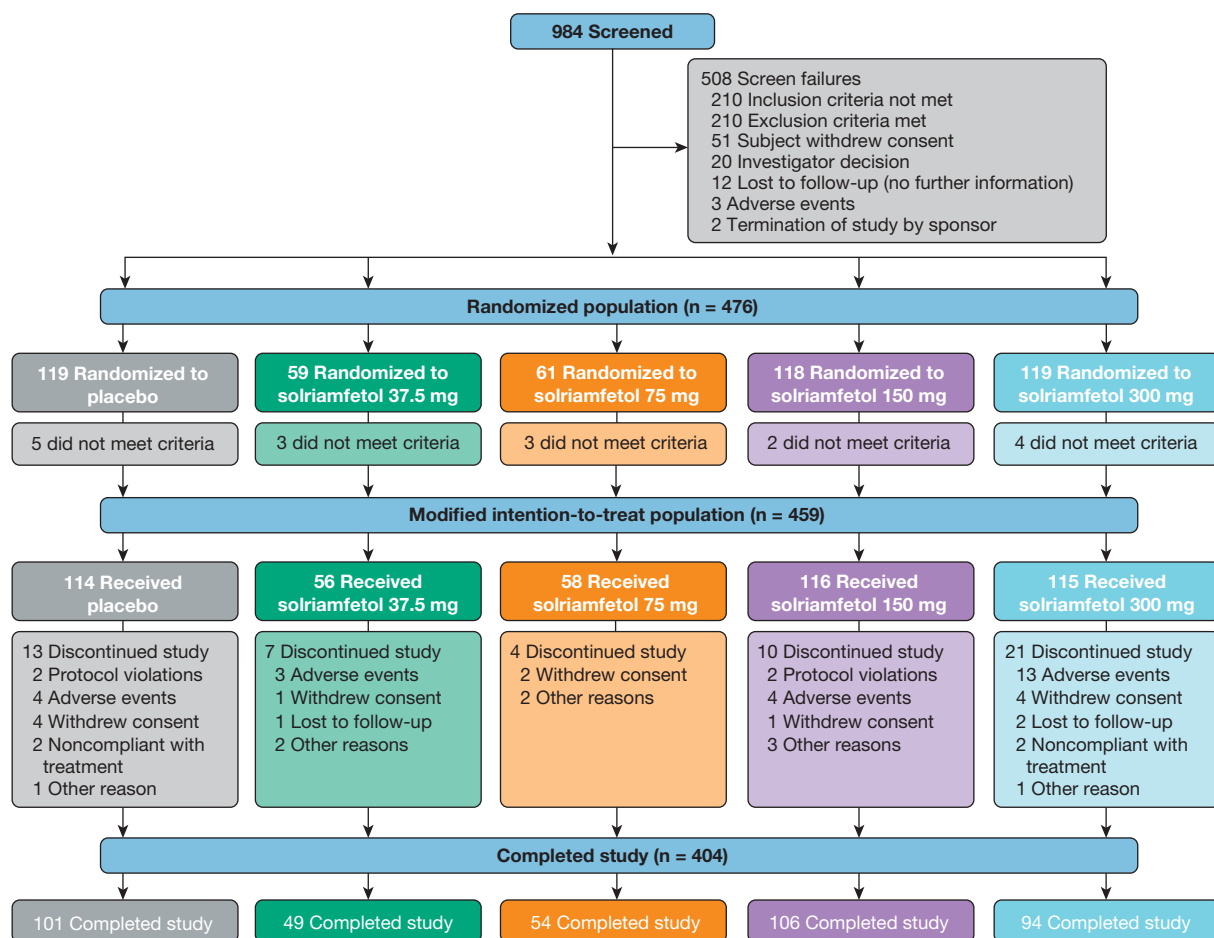 984 Screened
508 Screen failures
210 Inclusion criteria not met
210 Exclusion criteria met
51 Subject withdrew consent
20 Investigator decision
12 Lost to follow-up (no further information)
3 Adverse events
2 Termination of study by sponsor
Randomized population (n = 476)
119 Randomized to
placebo
59 Randomized to
solriamfetol 37.5 mg
61 Randomized to
solriamfetol 75 mg
118 Randomized to
solriamfetol 150 mg
119 Randomized to
solriamfetol 300 mg
5 did not meet criteria
3 did not meet criteria
3 did not meet criteria
2 did not meet criteria
4 did not meet criteria
Modified intention-to-treat population (n = 459)
114 Received
placebo
56 Received
solriamfetol 37.5 mg
58 Received
solriamfetol 75 mg
116 Received
solriamfetol 150 mg
115 Received
solriamfetol 300 mg
13 Discontinued study
2 Protocol violations
4 Adverse events
4 Withdrew consent
2 Noncompliant with
treatment
1 Other reason
7 Discontinued study
3 Adverse events
1 Withdrew consent
1 Lost to follow-up
2 Other reasons
4 Discontinued study
2 Withdrew consent
2 Other reasons
10 Discontinued study
2 Protocol violations
4 Adverse events
1 Withdrew consent
3 Other reasons
21 Discontinued study
13 Adverse events
4 Withdrew consent
2 Lost to follow-up
2 Noncompliant with
treatment
1 Other reason
Completed study (n = 404)
101 Completed study
49 Completed study
54 Completed study
106 Completed study
94 Completed study